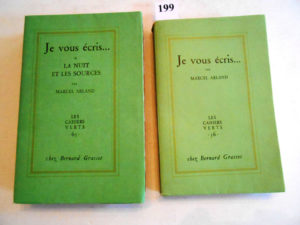 199
Je vous écris...
*
LA NUIT
ET LES SOURCES
PAR
MARCEL ARLAND
LES
CAHIERS
VERTS
chez Bernard Grasset
Je vous écris...
PAR
MARCEL ARLAND
LES
CAHIERS
VERTS
chez Bernard Grasset